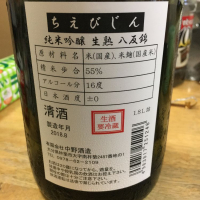 ちえびじん
純米吟醸 生熟 八反錦
原材料名 米(国産)、米麹(国産米)
精米歩合 55%
アルコール分 16度
日本酒度 ±0
清酒
生酒
要冷蔵
1.8L詰
製造年月
2018.8
有限会社中野酒造